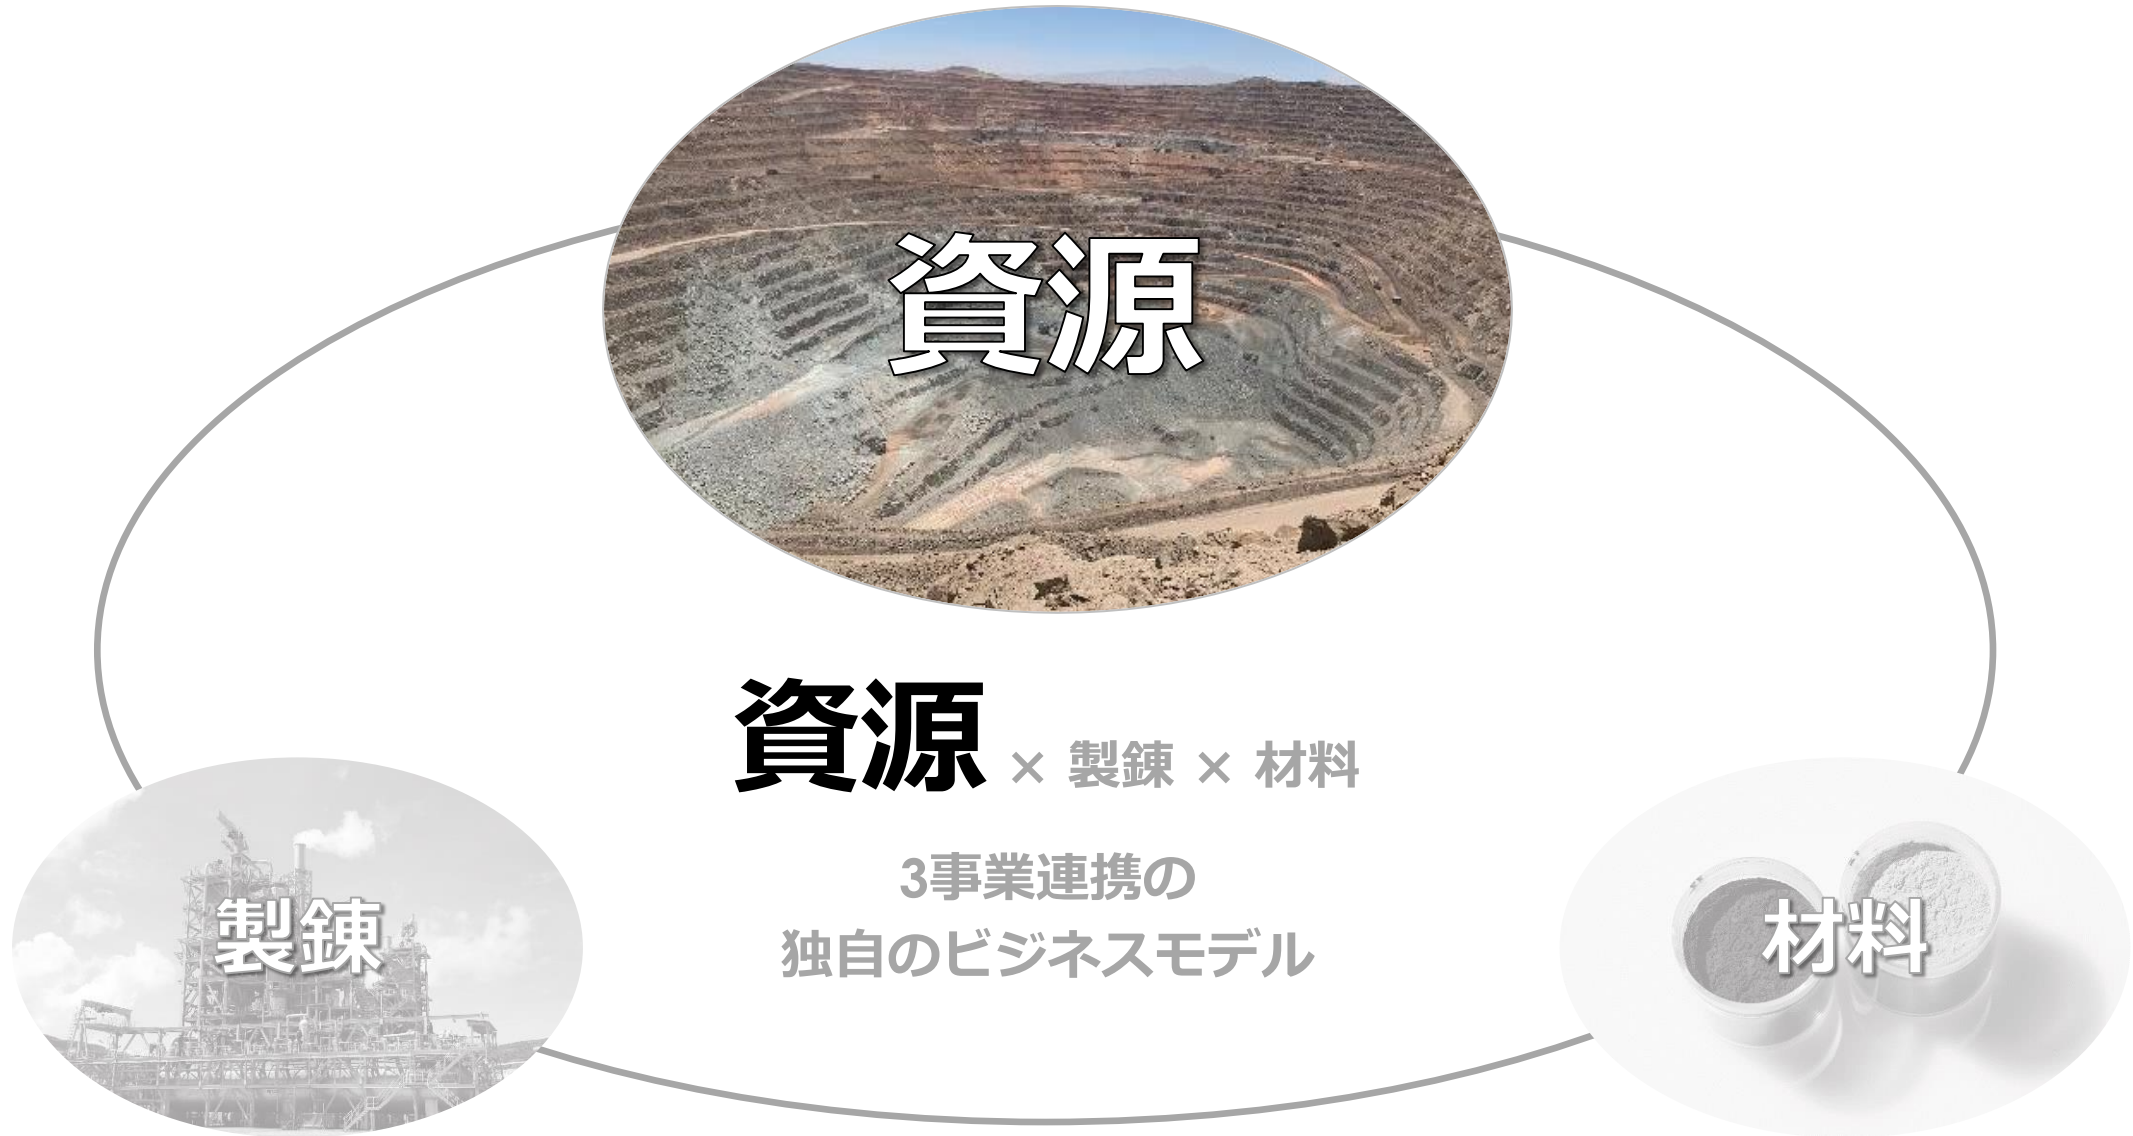 資源
資源 × 製錬 × 材料
3事業連携の
独自のビジネスモデル
製錬
材料